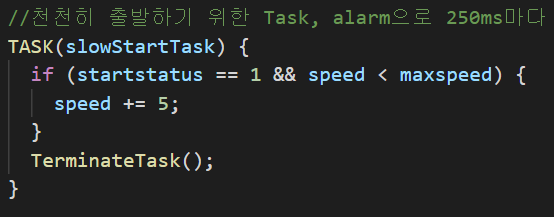 //천천히 출발하기 위한 Task, alarm으로 250ms마다
TASK(slowStartTask) {
  if (startstatus == 1 && speed < maxspeed) {
    speed += 5;
  }
  TerminateTask();
}